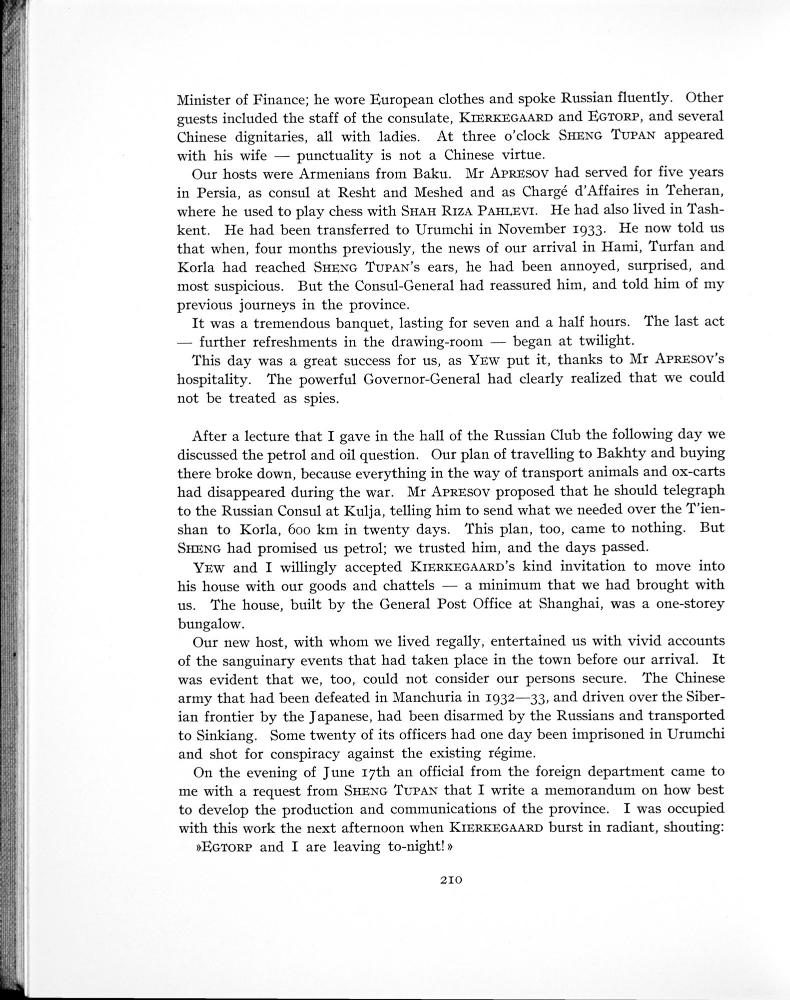 Minister of Finance; he wore European clothes and spoke Russian fluently. Other
guests included the staff of the consulate, KIERKEGAARD and EGTORP, and several
Chinese dignitaries, all with ladies. At three o'clock SHENG TUPAN appeared
with his wife — punctuality is not a Chinese virtue.
Our hosts were Armenians from Baku. Mr APRESOV had served for five years
in Persia, as consul at Resht and Meshed and as Chargé d'Affaires in Teheran,
where he used to play chess with SHAH RIZA PAHLEVI. He had also lived in Tash-
kent. He had been transferred to Urumchi in November 1933. He now told us
that when, four months previously, the news of our arrival in Hami, Turfan and
Korla had reached SHENG TUPAN's ears, he had been annoyed, surprised, and
most suspicious. But the Consul-General had reassured him, and told him of my
previous journeys in the province.
It was a tremendous banquet, lasting for seven and a half hours. The last act
— further refreshments in the drawing-room — began at twilight.
This day was a great success for us, as YEW put it, thanks to Mr APRESOV's
hospitality. The powerful Governor-General had clearly realized that we could
not be treated as spies.
After a lecture that I gave in the hall of the Russian Club the following day we
discussed the petrol and oil question. Our plan of travelling to Bakhty and buying
there broke down, because everything in the way of transport animals and ox-carts
had disappeared during the war. Mr APRESOV proposed that he should telegraph
to the Russian Consul at Kulja, telling him to send what we needed over the T'ien-
shan to Korla, 600 km in twenty days. This plan, too, came to nothing. But
SHENG had promised us petrol; we trusted him, and the days passed.
YEW and I willingly accepted KIERKEGAARD's kind invitation to move into
his house with our goods and chattels — a minimum that we had brought with
us. The house, built by the General Post Office at Shanghai, was a one-storey
bungalow.
Our new host, with whom we lived regally, entertained us with vivid accounts
of the sanguinary events that had taken place in the town before our arrival. It
was evident that we, too, could not consider our persons secure. The Chinese
army that had been defeated in Manchuria in 1932—33, and driven over the Siber-
ian frontier by the Japanese, had been disarmed by the Russians and transported
to Sinkiang. Some twenty of its officers had one day been imprisoned in Urumchi
and shot for conspiracy against the existing régime.
On the evening of June 17th an official from the foreign department came to
me with a request from SHENG TUPAN that I write a memorandum on how best
to develop the production and communications of the province. I was occupied
with this work the next afternoon when KIERKEGAARD burst in radiant, shouting:
»EGTORP and I are leaving to-night!»
210